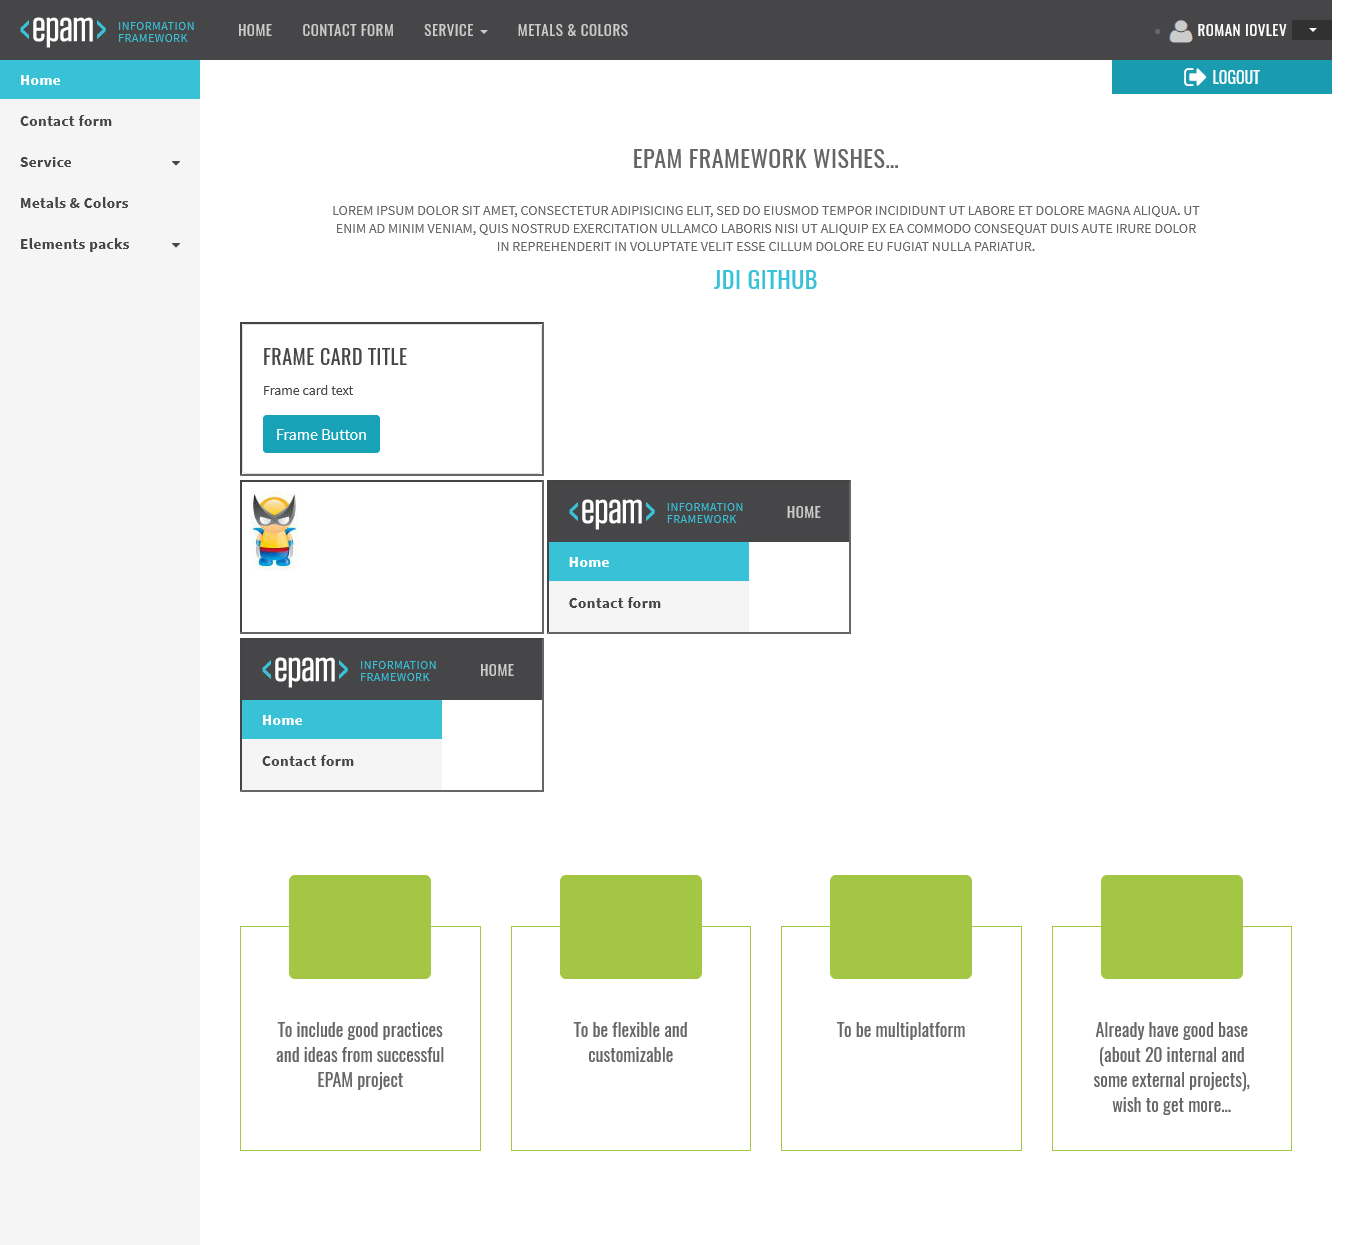 <epam> INFORMATION
FRAMEWORK
HOME CONTACT FORM SERVICE METALS & COLORS
ROMAN IOVLEV
LOGOUT
Home
Contact form
Service
Metals & Colors
Elements packs
EPAM FRAMEWORK WISHES…
LOREM IPSUM DOLOR SIT AMET, CONSECTETUR ADIPISICING ELIT, SED DO EIUSMOD TEMPOR INCIDIDUNT UT LABORE ET DOLORE MAGNA ALIQUA. UT
ENIM AD MINIM VENIAM, QUIS NOSTRUD EXERCITATION ULLAMCO LABORIS NISI UT ALIQUIP EX EA COMMODO CONSEQUAT DUIS AUTE IRURE DOLOR
IN REPREHENDERIT IN VOLUPTATE VELIT ESSE CILLUM DOLORE EU FUGIAT NULLA PARIATUR.
JDI GITHUB
FRAME CARD TITLE
Frame card text
Frame Button
<epam> INFORMATION
FRAMEWORK
HOME
Home
Contact form
<epam> INFORMATION
FRAMEWORK
HOME
Home
Contact form
To include good practices
and ideas from successful
EPAM project
To be flexible and
customizable
To be multiplatform
Already have good base
(about 20 internal and
some external projects),
wish to get more…